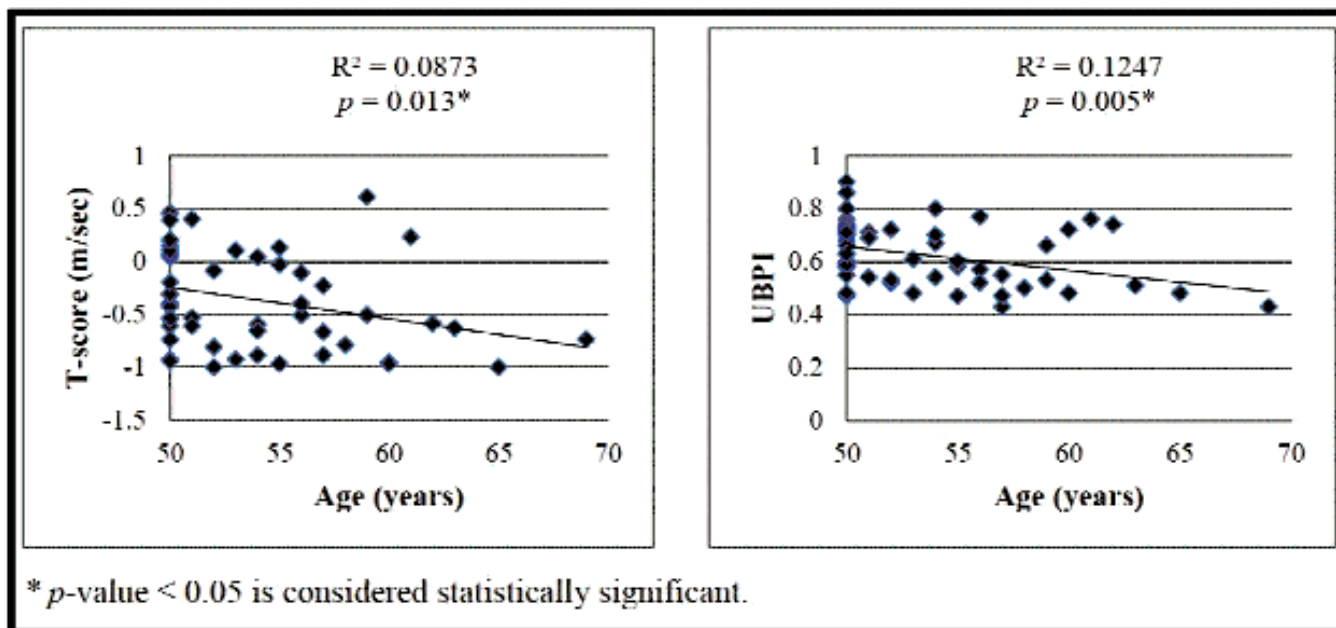 R² = 0.0873
p = 0.013*
1
0.5
0
-0.5
-1
-1.5
T-score (m/sec)
50 55 60 65 70
Age (years)
R² = 0.1247
p = 0.005*
1
0.8
0.6
0.4
0.2
0
UBPI
50 55 60 65 70
Age (years)
* p-value < 0.05 is considered statistically significant.